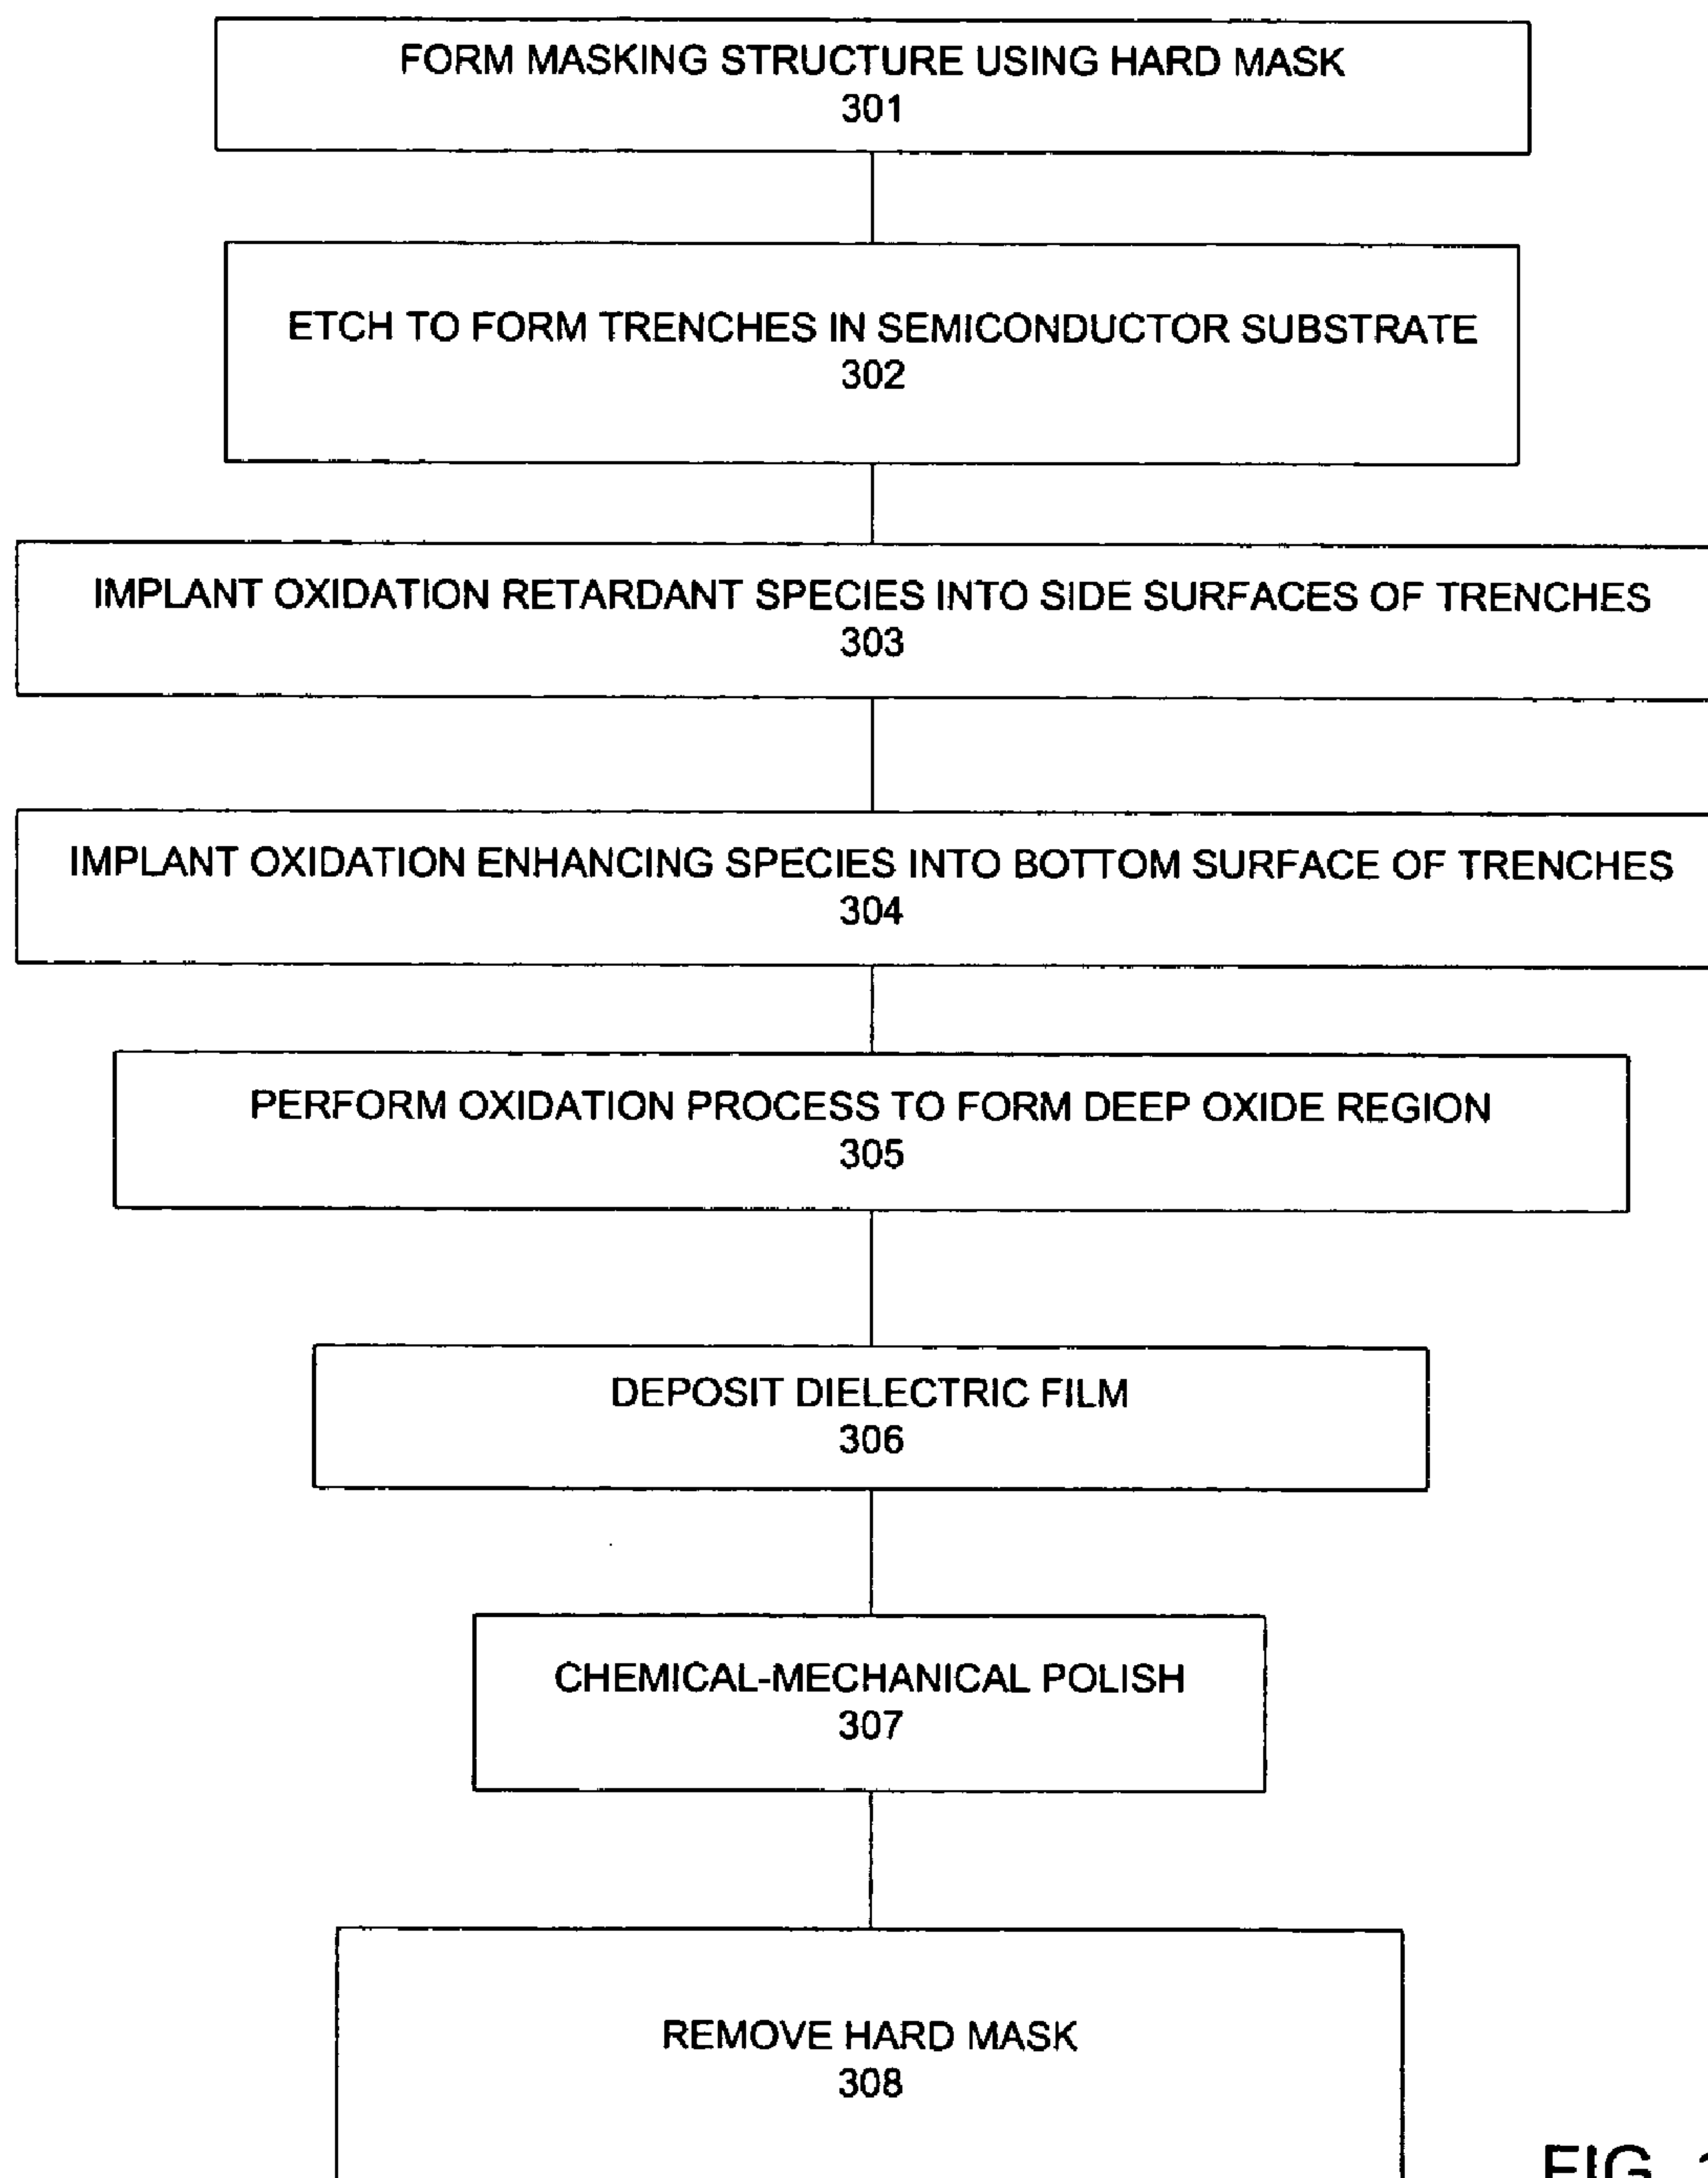 FORM MASKING STRUCTURE USING HARD MASK
301
ETCH TO FORM TRENCHES IN SEMICONDUCTOR SUBSTRATE
302
IMPLANT OXIDATION RETARDANT SPECIES INTO SIDE SURFACES OF TRENCHES
303
IMPLANT OXIDATION ENHANCING SPECIES INTO BOTTOM SURFACE OF TRENCHES
304
PERFORM OXIDATION PROCESS TO FORM DEEP OXIDE REGION
305
DEPOSIT DIELECTRIC FILM
306
CHEMICAL-MECHANICAL POLISH
307
REMOVE HARD MASK
308
FIG.